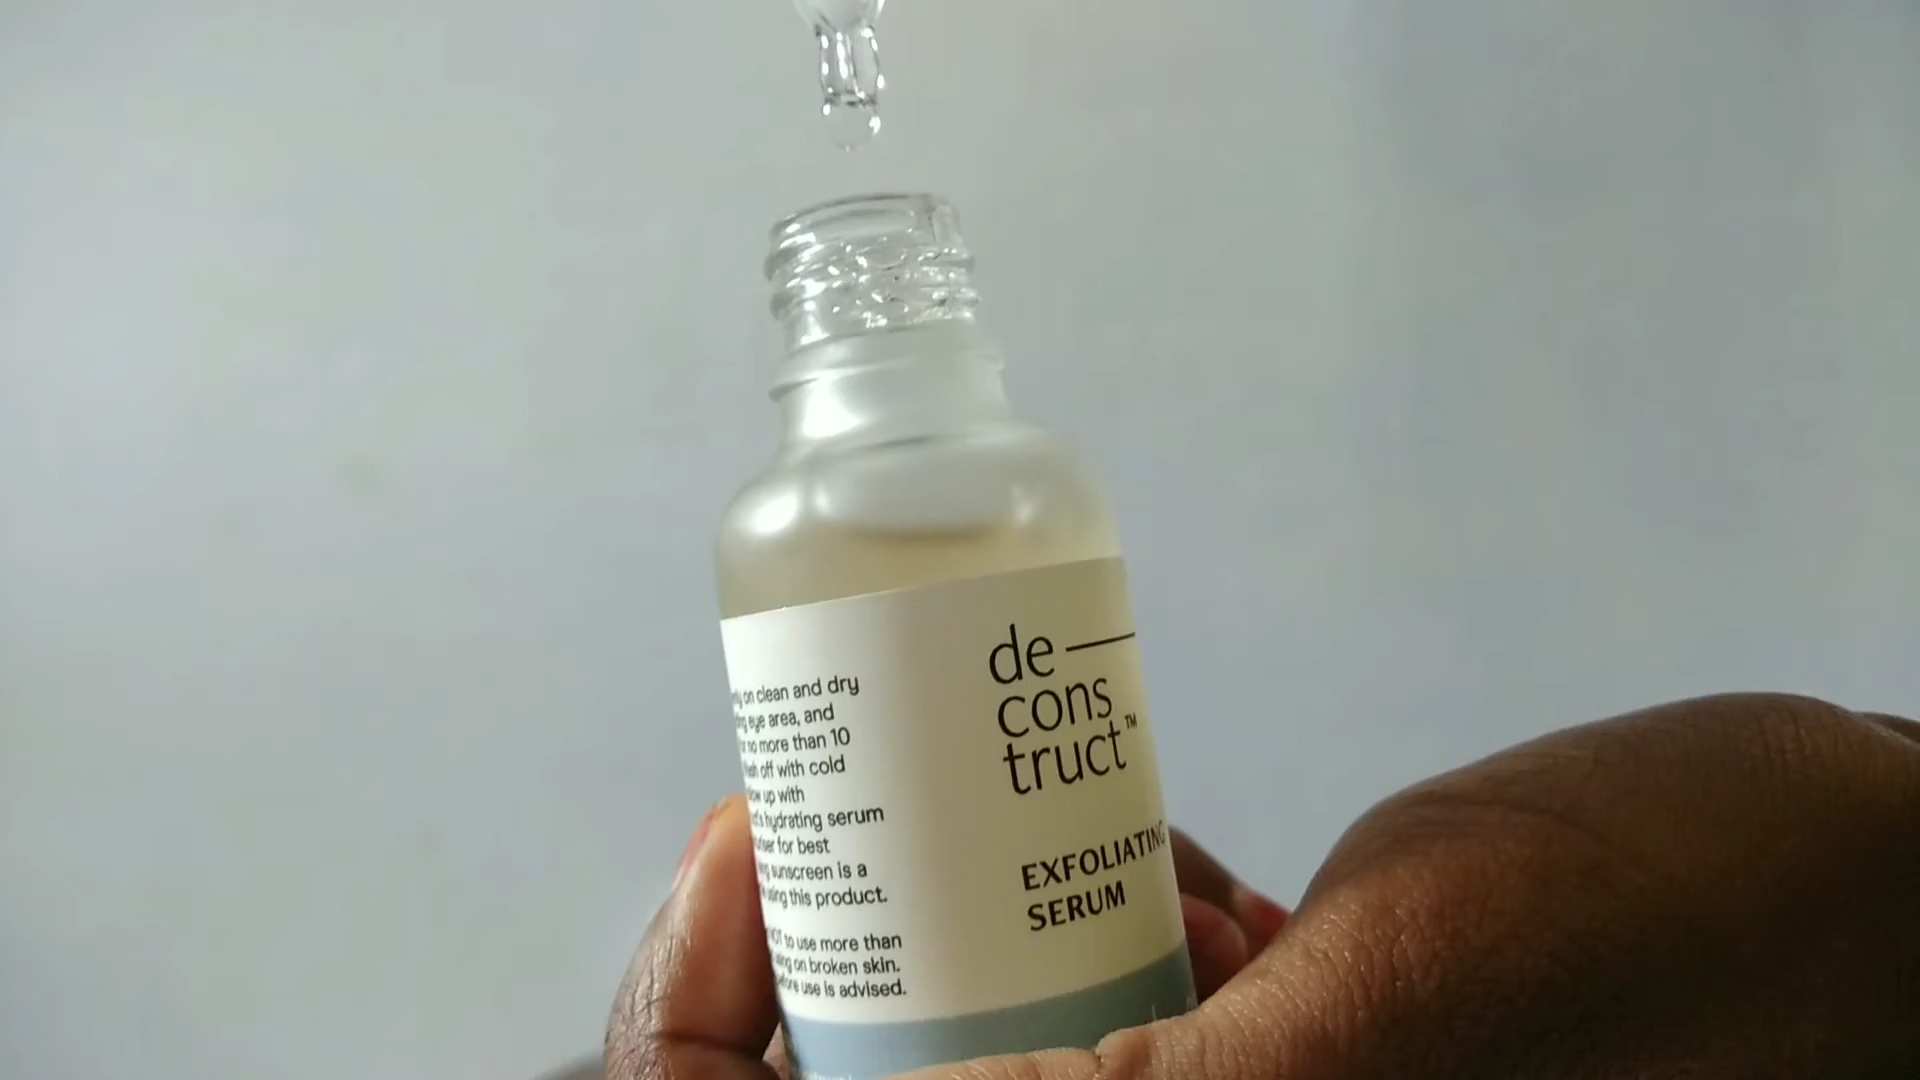 on clean and dry
eye area, and
no more than 10
off with cold
up with
hydrating serum
for best
sunscreen is a
using this product.
NOT to use more than
on broken skin.
use is advised.
de
cons
truct™
EXFOLIATING
SERUM